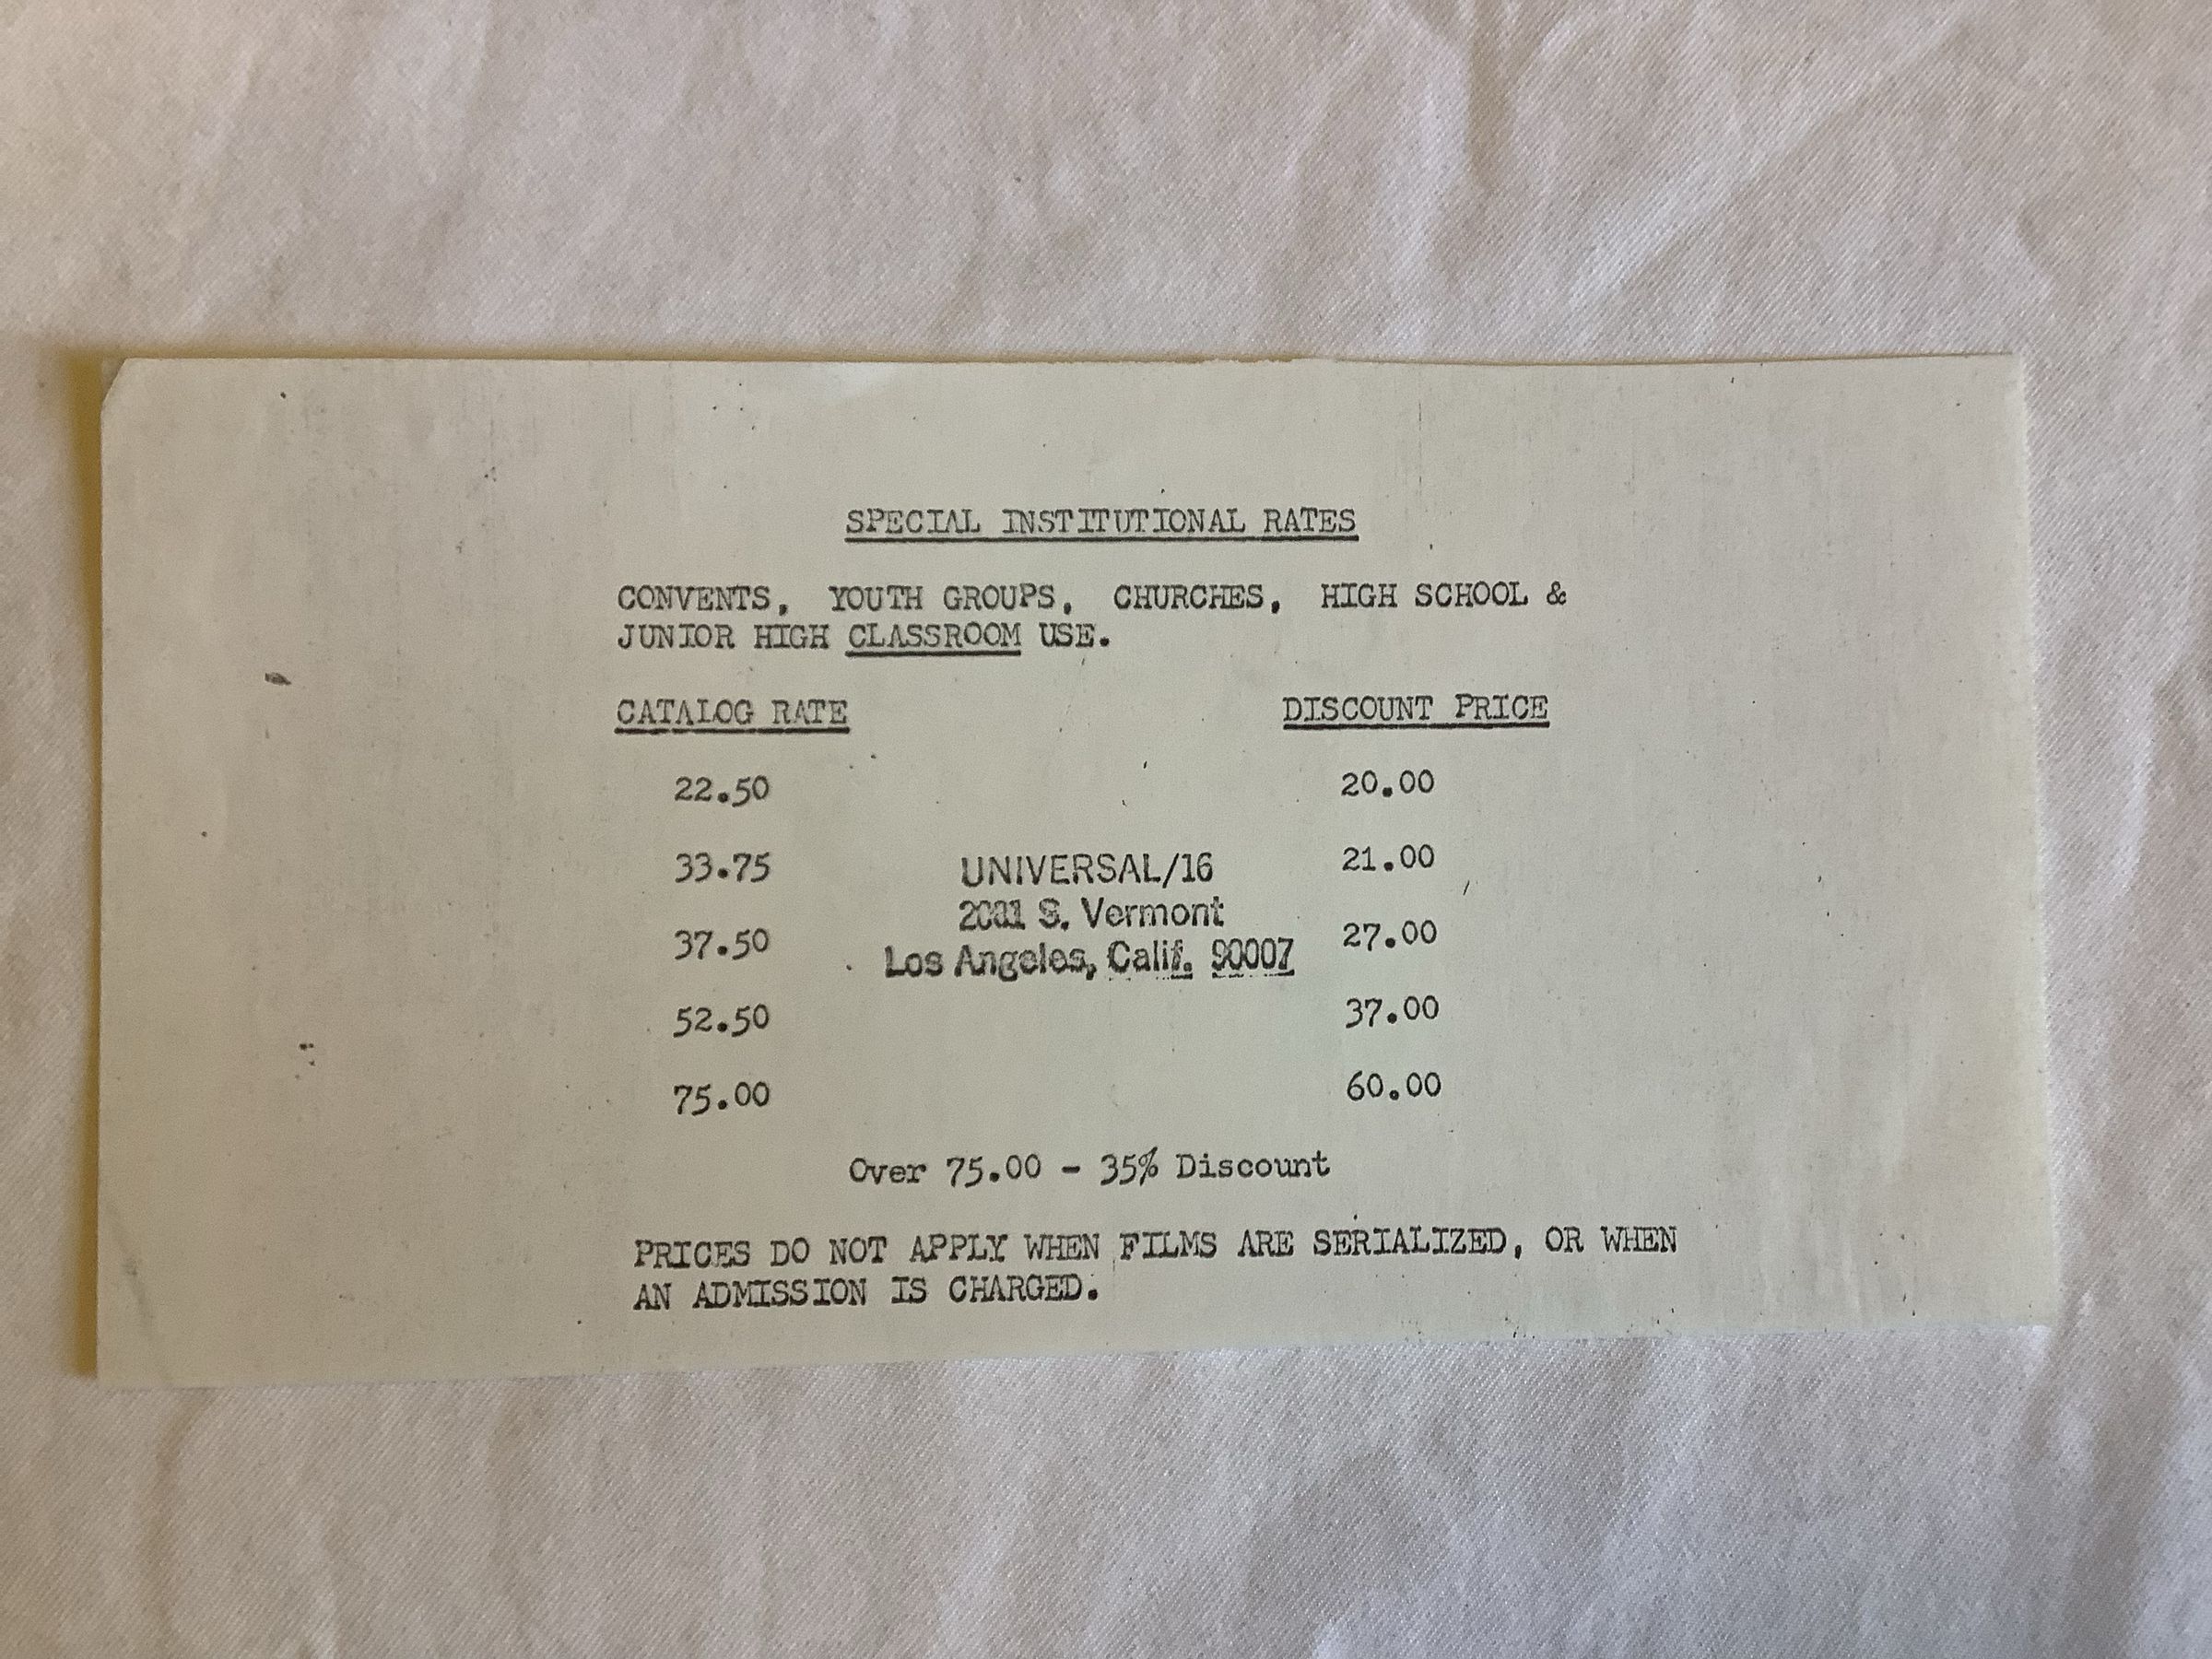 SPECIAL INSTITUTIONAL RATES
CONVENTS, YOUTH GROUPS, CHURCHES, HIGH SCHOOL &
JUNIOR HIGH CLASSROOM USE.
CATALOG RATE DISCOUNT PRICE
22.50 20.00
33.75 21.00
37.50 27.00
52.50 37.00
75.00 60.00
UNIVERSAL/16
S. Vermont
Los Angeles, Calif. 90007
Over 75.00 - 35% Discount
PRICES DO NOT APPLY WHEN FILMS ARE SERIALIZED, OR WHEN
AN ADMISSION IS CHARGED.